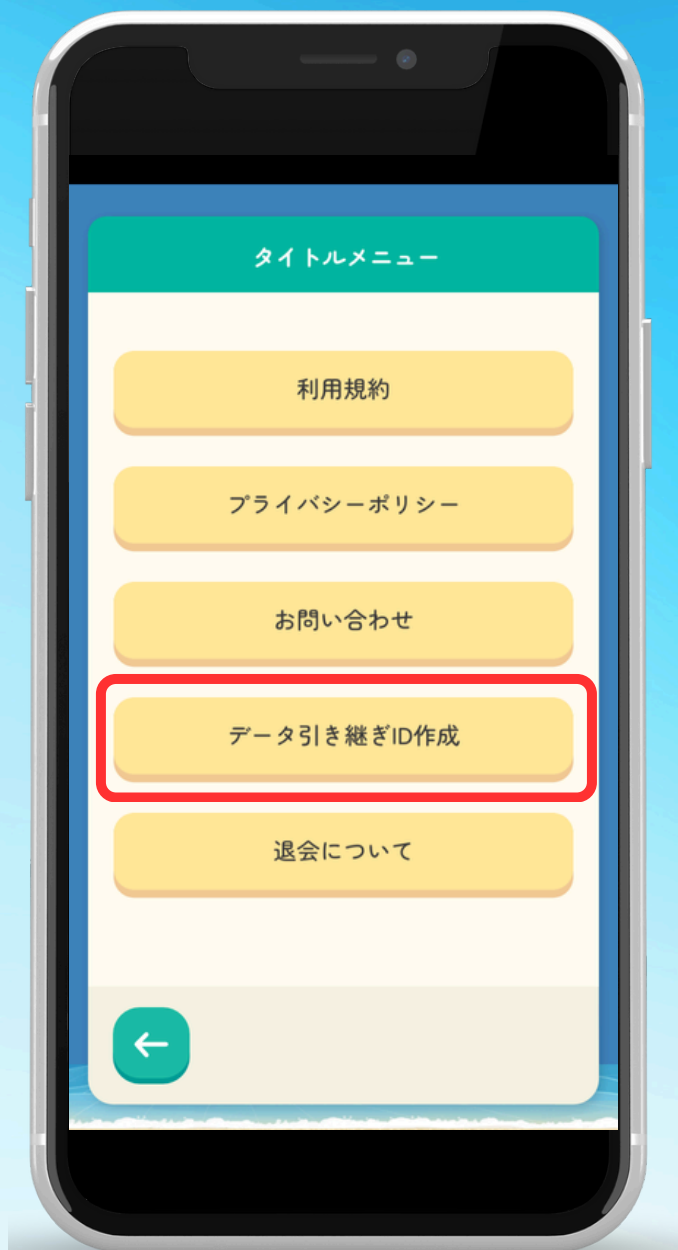 タイトルメニュー
利用規約
プライバシーポリシー
お問い合わせ
データ引き継ぎID作成
退会について